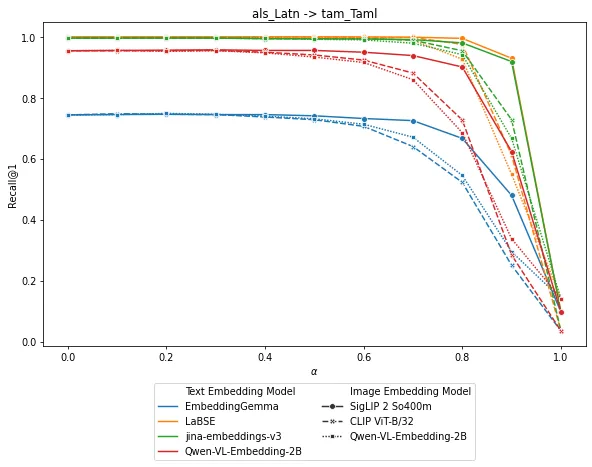 als_Latn -> tam_Taml
1.0
0.8
0.6
0.4
0.2
0.0
Recall@1
0.0 0.2 0.4 0.6 0.8 1.0
α
Text Embedding Model Image Embedding Model
EmbeddingGemma SigLIP 2 So400m
LaBSE CLIP ViT-B/32
jina-embeddings-v3 Qwen-VL-Embedding-2B
Qwen-VL-Embedding-2B